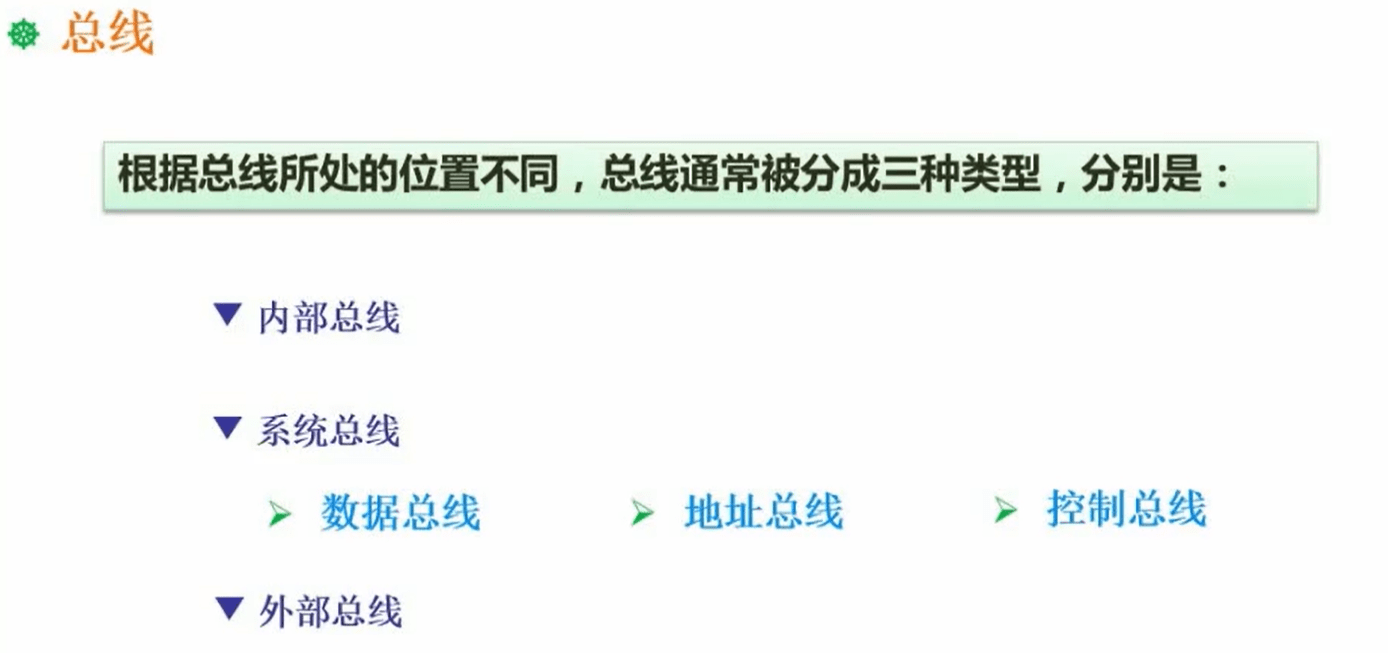 总线
根据总线所处的位置不同，总线通常被分成三种类型，分别是：
内部总线
系统总线
数据总线 地址总线 控制总线
外部总线